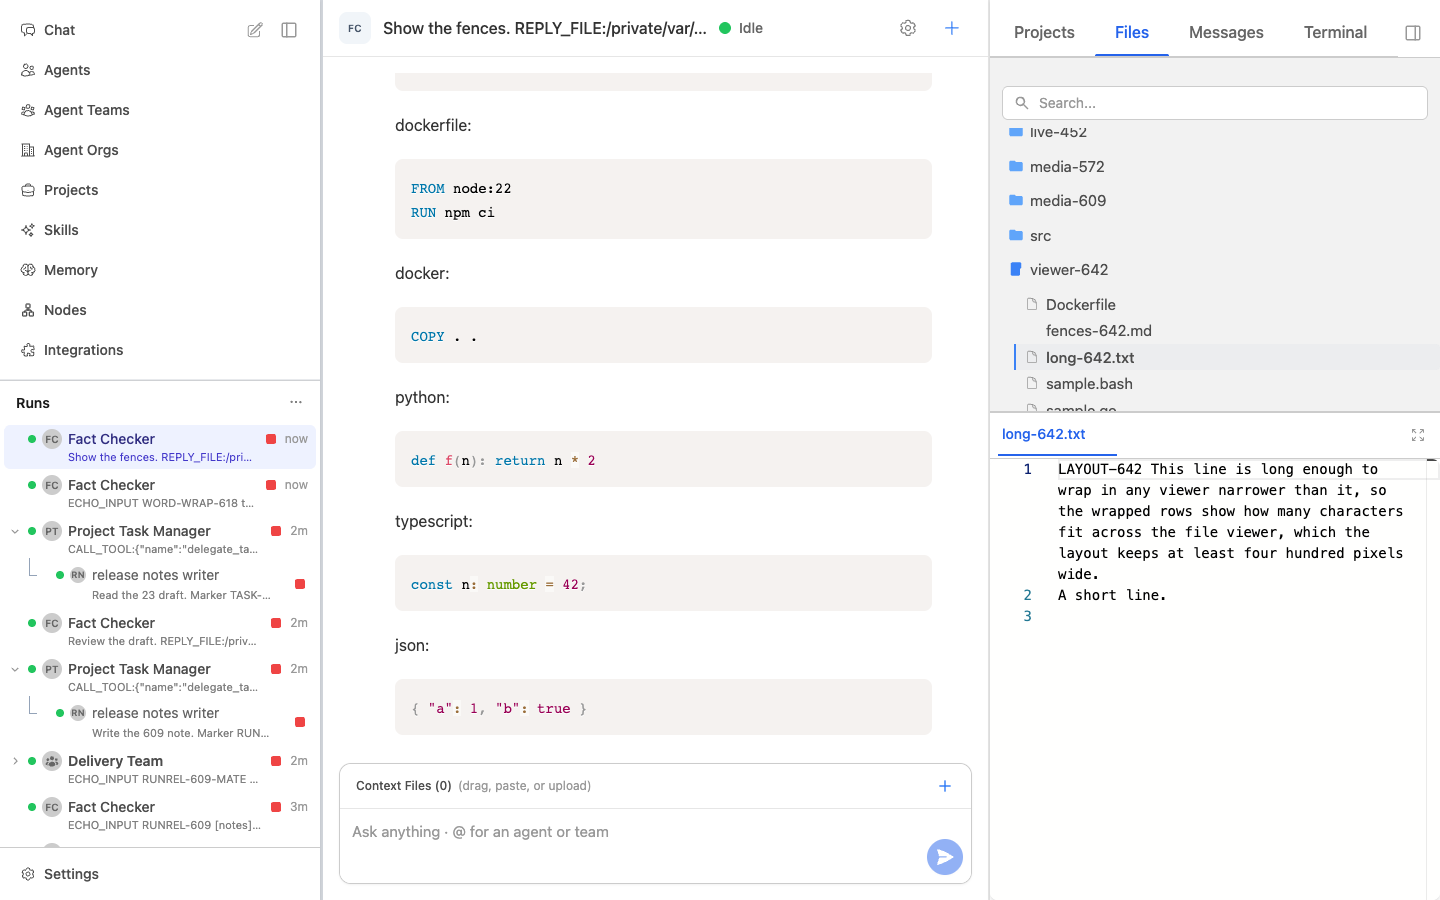 Chat
Agents
Agent Teams
Agent Orgs
Projects
Skills
Memory
Nodes
Integrations
Runs
FC Fact Checker now
Show the fences. REPLY_FILE:/pri...
FC Fact Checker now
ECHO_INPUT WORD-WRAP-618 t...
PT Project Task Manager 2m
CALL_TOOL:{"name":"delegate_ta...
RN release notes writer
Read the 23 draft. Marker TASK-...
FC Fact Checker 2m
Review the draft. REPLY_FILE:/priv...
PT Project Task Manager 2m
CALL_TOOL:{"name":"delegate_ta...
RN release notes writer
Write the 609 note. Marker RUN...
Delivery Team 2m
ECHO_INPUT RUNREL-609-MATE ...
FC Fact Checker 3m
ECHO_INPUT RUNREL-609 [notes]...
Settings
FC Show the fences. REPLY_FILE:/private/var/... Idle
dockerfile:
FROM node:22
RUN npm ci
docker:
COPY . .
python:
def f(n): return n * 2
typescript:
const n: number = 42;
json:
{ "a": 1, "b": true }
Context Files (0) (drag, paste, or upload)
Ask anything · @ for an agent or team
Projects Files Messages Terminal
Search...
live-452
media-572
media-609
src
viewer-642
Dockerfile
fences-642.md
long-642.txt
sample.bash
sample.go
long-642.txt
1 LAYOUT-642 This line is long enough to
wrap in any viewer narrower than it, so
the wrapped rows show how many characters
fit across the file viewer, which the
layout keeps at least four hundred pixels
wide.
2 A short line.
3